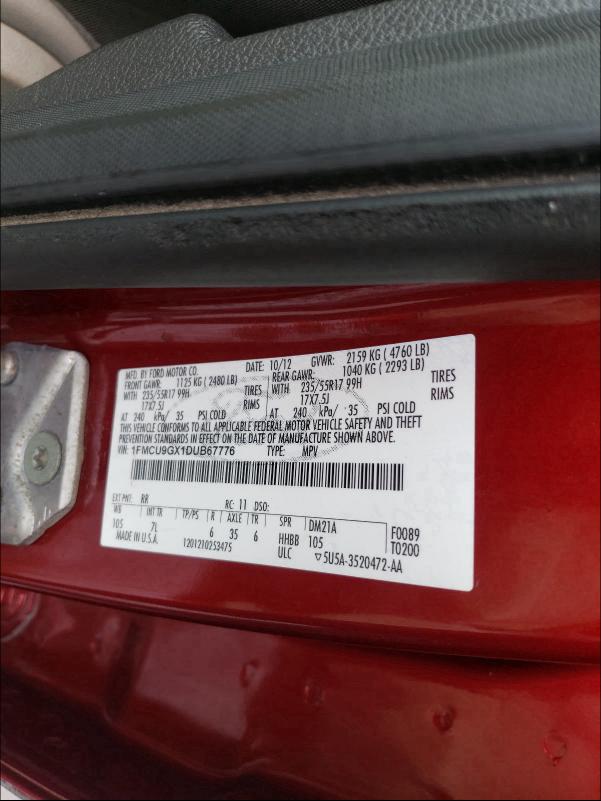 MFD. BY FORD MOTOR CO. DATE: 10/12 GVWR: 2159 KG ( 4760 LB)
FRONT GAWR: 1125 KG ( 2480 LB) REAR GAWR: 1040 KG ( 2293 LB)
WITH 235/55R17 99H TIRES WITH 235/55R17 99H TIRES
17X7.5J RIMS 17X7.5J RIMS
AT 240 kPa/ 35 PSI COLD AT 240 kPa/ 35 PSI COLD
THIS VEHICLE CONFORMS TO ALL APPLICABLE FEDERAL MOTOR VEHICLE SAFETY AND THEFT
PREVENTION STANDARDS IN EFFECT ON THE DATE OF MANUFACTURE SHOWN ABOVE.
VIN: 1FMCU9GX1DUB67776 TYPE: MPV
EXT PNT: RR RC: 11 DSO:
WB INT TR TP/PS R AXLE TR SPR DM21A F0089
105 7L 6 35 6 HHBB 105 T0200
MADE IN U.S.A. 1201210253475 ULC ▽5U5A-3520472-AA